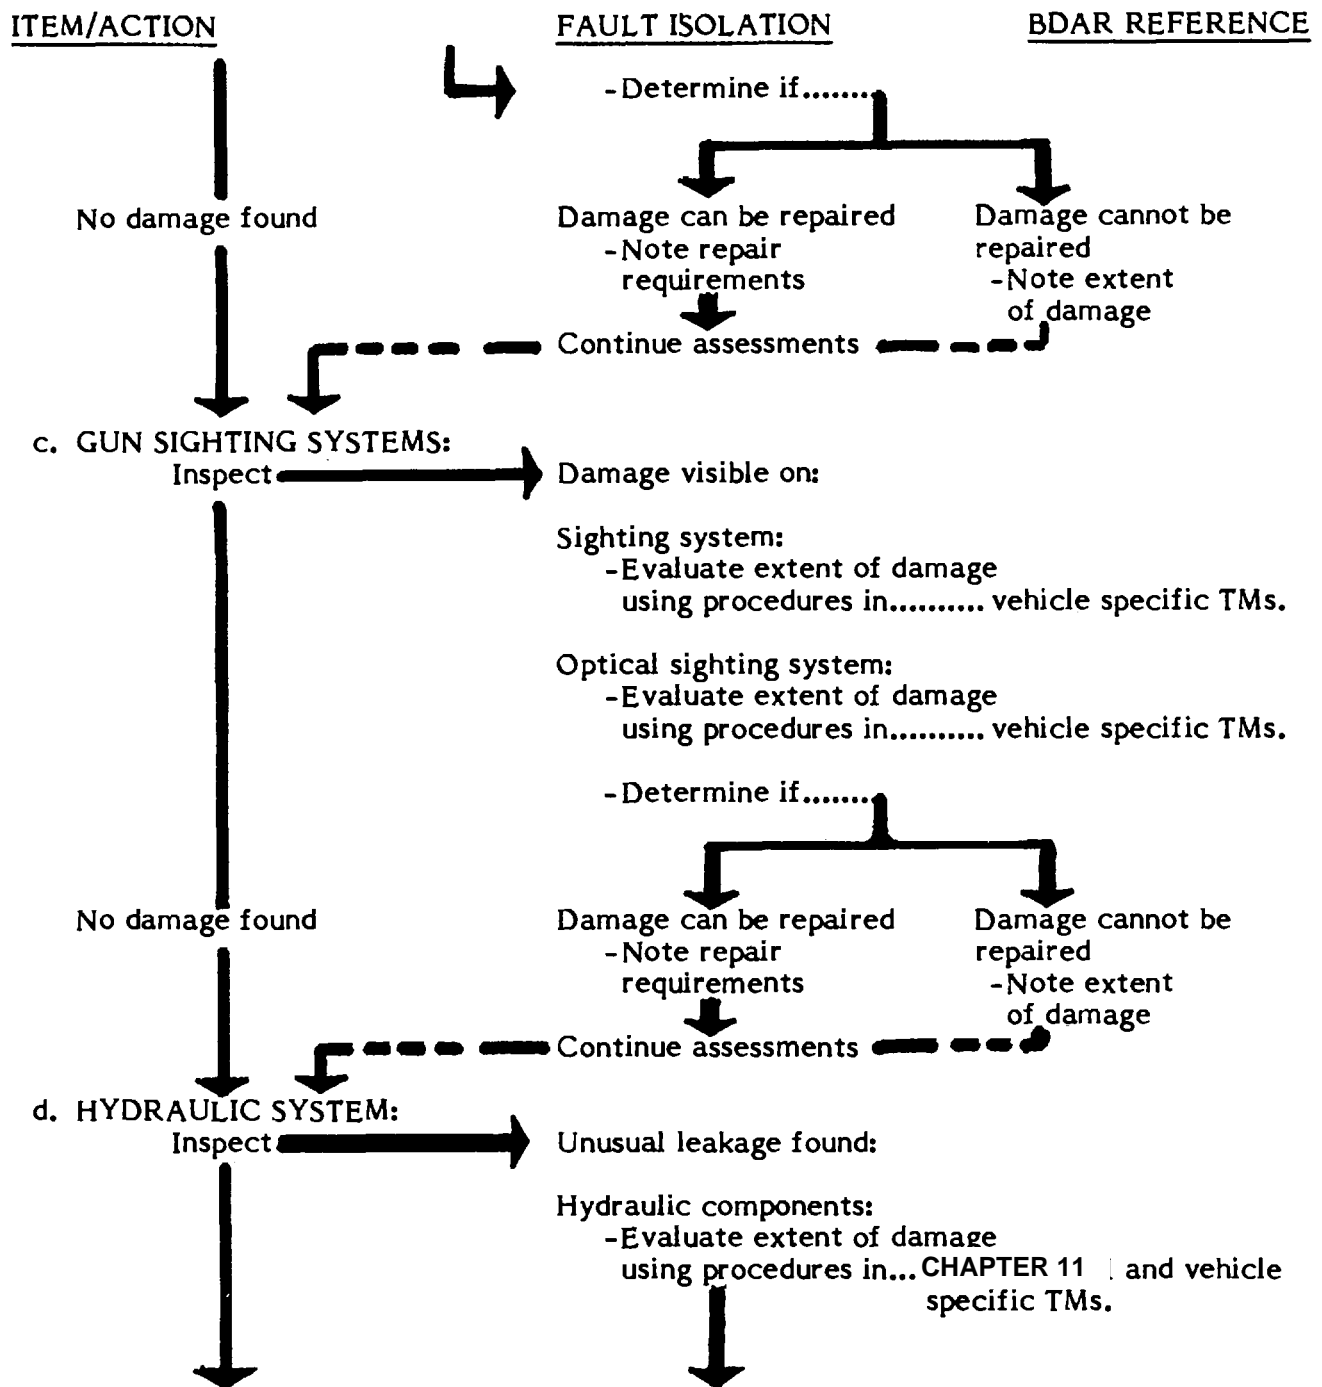 ITEM/ACTION FAULT ISOLATION BDAR REFERENCE
-Determine if........
No damage found
Damage can be repaired
-Note repair
requirements
Damage cannot be
repaired
-Note extent
of damage
Continue assessments
c. GUN SIGHTING SYSTEMS:
Inspect
Damage visible on:
Sighting system:
-Evaluate extent of damage
using procedures in.......... vehicle specific TMs.
Optical sighting system:
-Evaluate extent of damage
using procedures in.......... vehicle specific TMs.
-Determine if........
No damage found
Damage can be repaired
-Note repair
requirements
Damage cannot be
repaired
-Note extent
of damage
Continue assessments
d. HYDRAULIC SYSTEM:
Inspect
Unusual leakage found:
Hydraulic components:
-Evaluate extent of damage
using procedures in... CHAPTER 11 and vehicle
specific TMs.